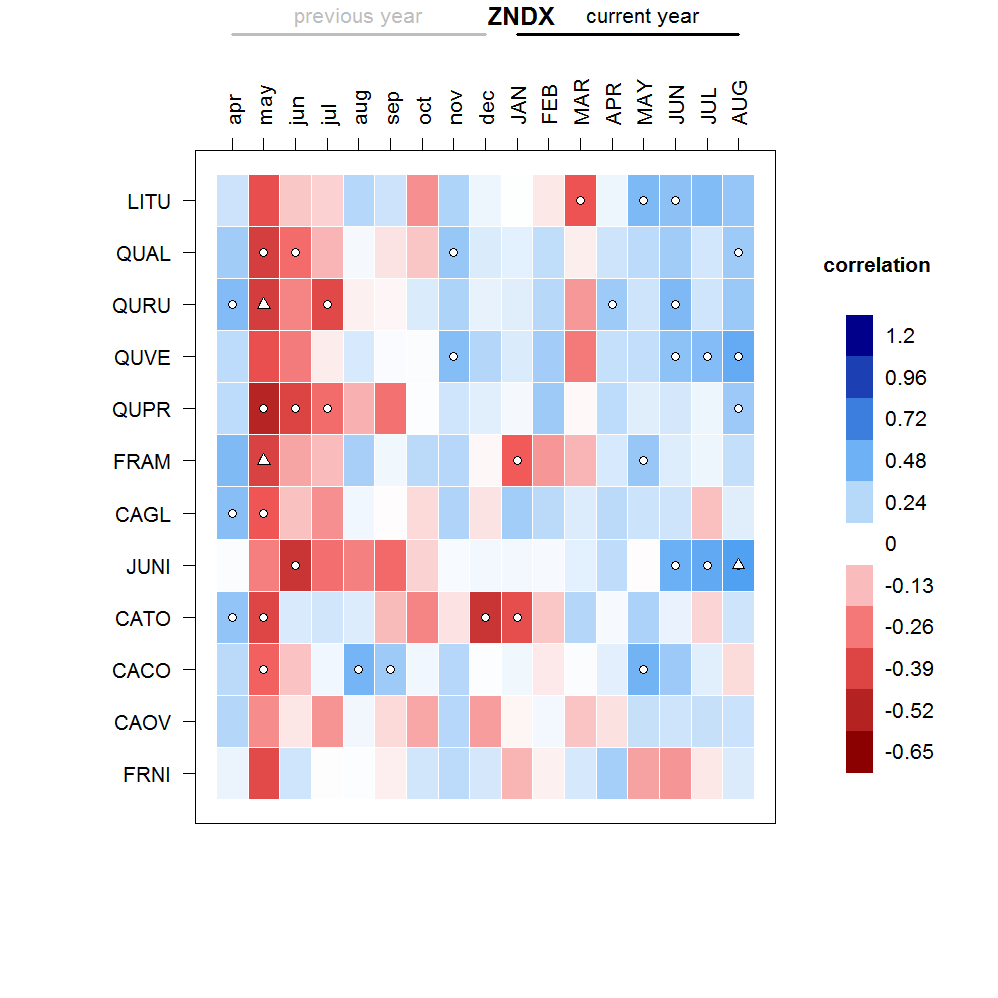 previous year ZNDX current year
apr may jun jul aug sep oct nov dec JAN FEB MAR APR MAY JUN JUL AUG
LITU
QUAL
QURU
QUVE
QUPR
FRAM
CAGL
JUNI
CATO
CACO
CAOV
FRNI
correlation
1.2
0.96
0.72
0.48
0.24
0
-0.13
-0.26
-0.39
-0.52
-0.65